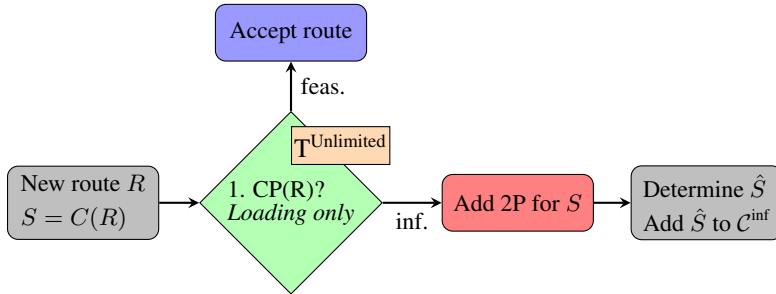 Accept route
feas.
T^Unlimited
New route R
S = C(R)
1. CP(R)?
Loading only
inf.
Add 2P for S
Determine Ŝ
Add Ŝ to 𝒞^inf